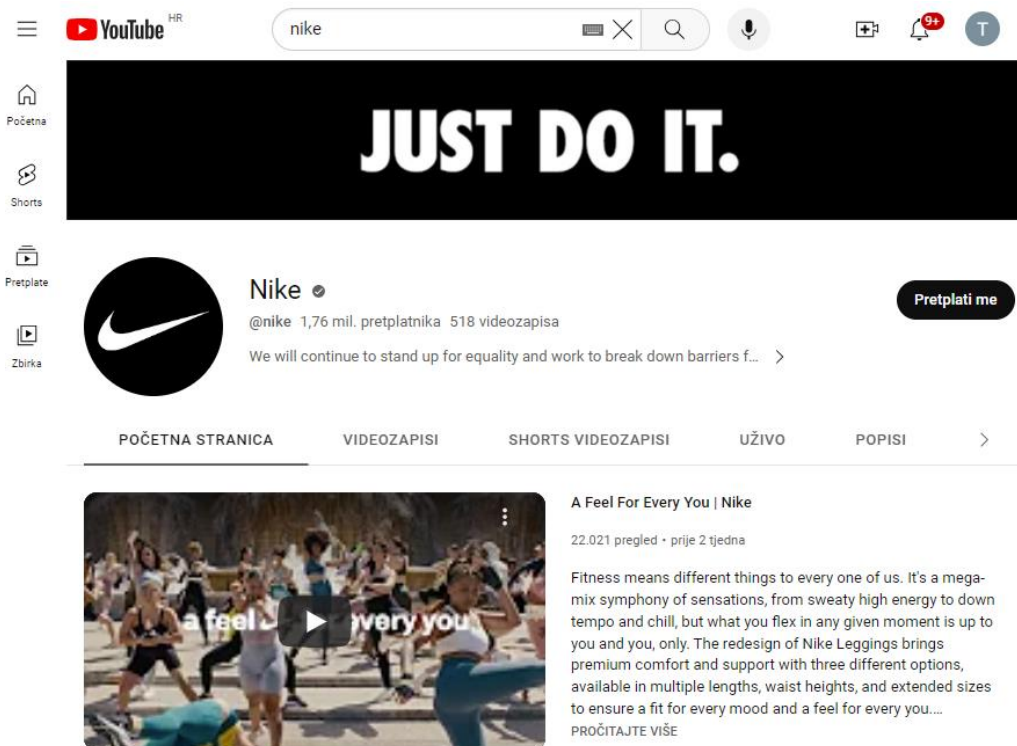 YouTube HR
nike
9+
T
Početna
Shorts
Pretplate
Zbirka
JUST DO IT.
Nike
@nike 1,76 mil. pretplatnika 518 videozapisa
We will continue to stand up for equality and work to break down barriers f...
Pretplati me
POČETNA STRANICA VIDEOZAPISI SHORTS VIDEOZAPISI UŽIVO POPISI
a feel every you
A Feel For Every You | Nike
22.021 pregled • prije 2 tjedna
Fitness means different things to every one of us. It's a mega-
mix symphony of sensations, from sweaty high energy to down
tempo and chill, but what you flex in any given moment is up to
you and you, only. The redesign of Nike Leggings brings
premium comfort and support with three different options,
available in multiple lengths, waist heights, and extended sizes
to ensure a fit for every mood and a feel for every you....
PROČITAJTE VIŠE